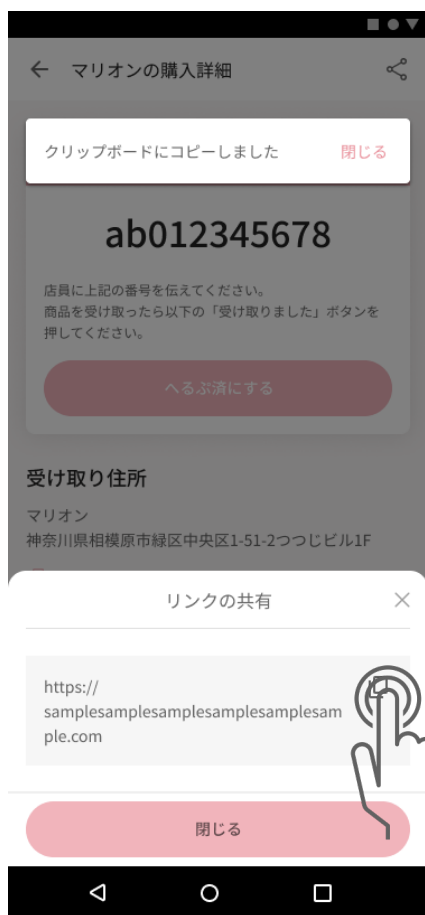 マリオンの購入詳細
クリップボードにコピーしました
閉じる
ab012345678
店員に上記の番号を伝えてください。
商品を受け取ったら以下の「受け取りました」ボタンを
押してください。
へるぷ済にする
受け取り住所
マリオン
神奈川県相模原市緑区中央区1-51-2つつじビル1F
リンクの共有
https://
samplesamplesamplesamplesamplesam
ple.com
閉じる